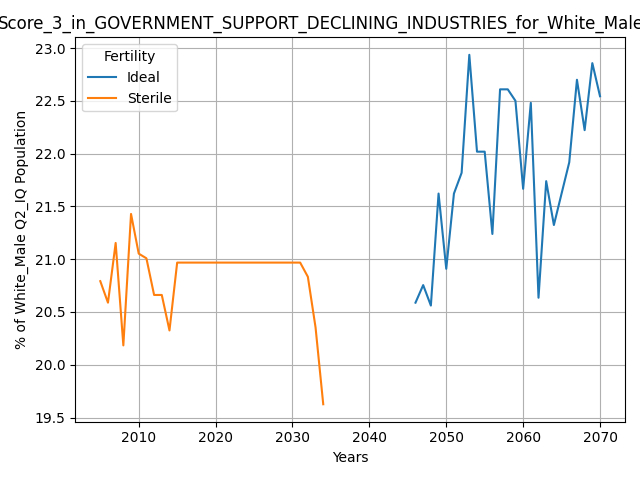 Score_3_in_GOVERNMENT_SUPPORT_DECLINING_INDUSTRIES_for_White_Male
Fertility
Ideal
Sterile
% of White_Male Q2_IQ Population
23.0
22.5
22.0
21.5
21.0
20.5
20.0
19.5
2010 2020 2030 2040 2050 2060 2070
Years